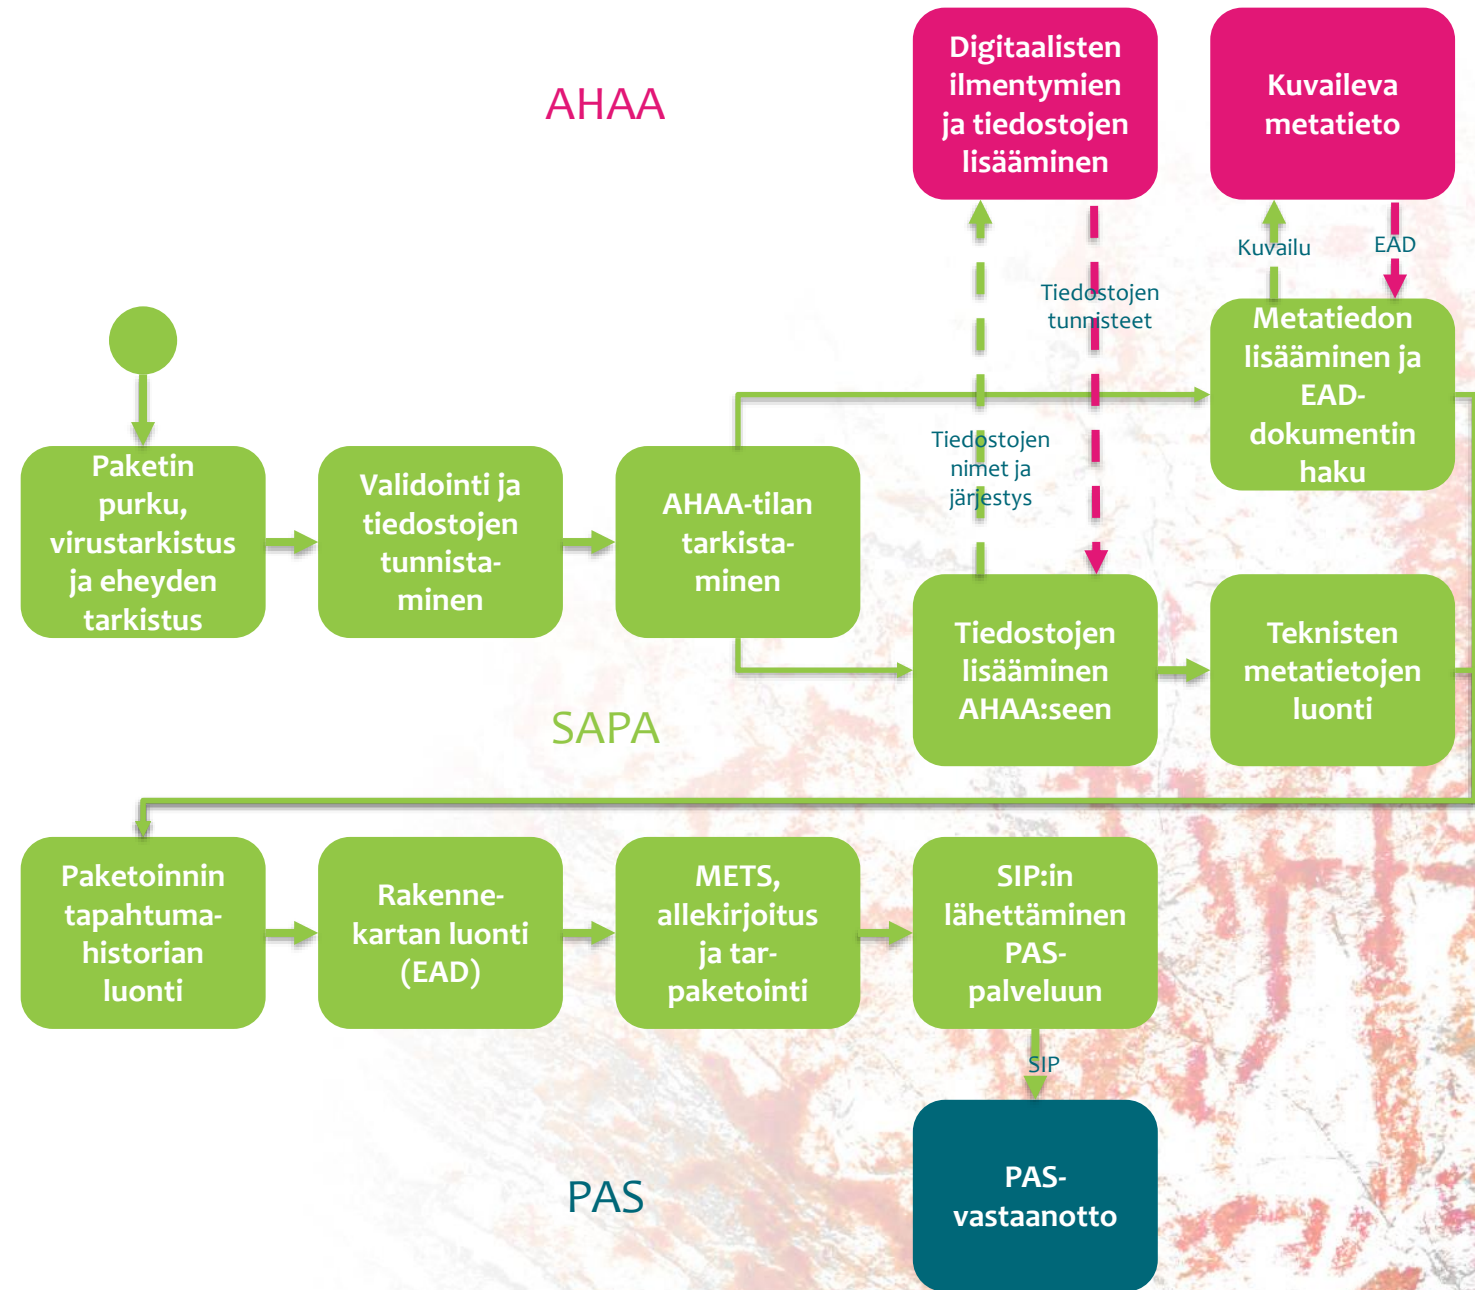 AHAA
Digitaalisten
ilmentymien
ja tiedostojen
lisääminen
Kuvaileva
metatieto
Kuvailu
EAD
Tiedostojen
tunnisteet
Metatiedon
lisääminen ja
EAD-
dokumentin
haku
Tiedostojen
nimet ja
järjestys
Paketin
purku,
virustarkistus
ja eheyden
tarkistus
Validointi ja
tiedostojen
tunnista-
minen
AHAA-tilan
tarkista-
minen
Tiedostojen
lisääminen
AHAA:seen
Teknisten
metatietojen
luonti
SAPA
Paketoinnin
tapahtuma-
historian
luonti
Rakenne-
kartan luonti
(EAD)
METS,
allekirjoitus
ja tar-
paketointi
SIP:in
lähettäminen
PAS-
palveluun
SIP
PAS
PAS-
vastaanotto